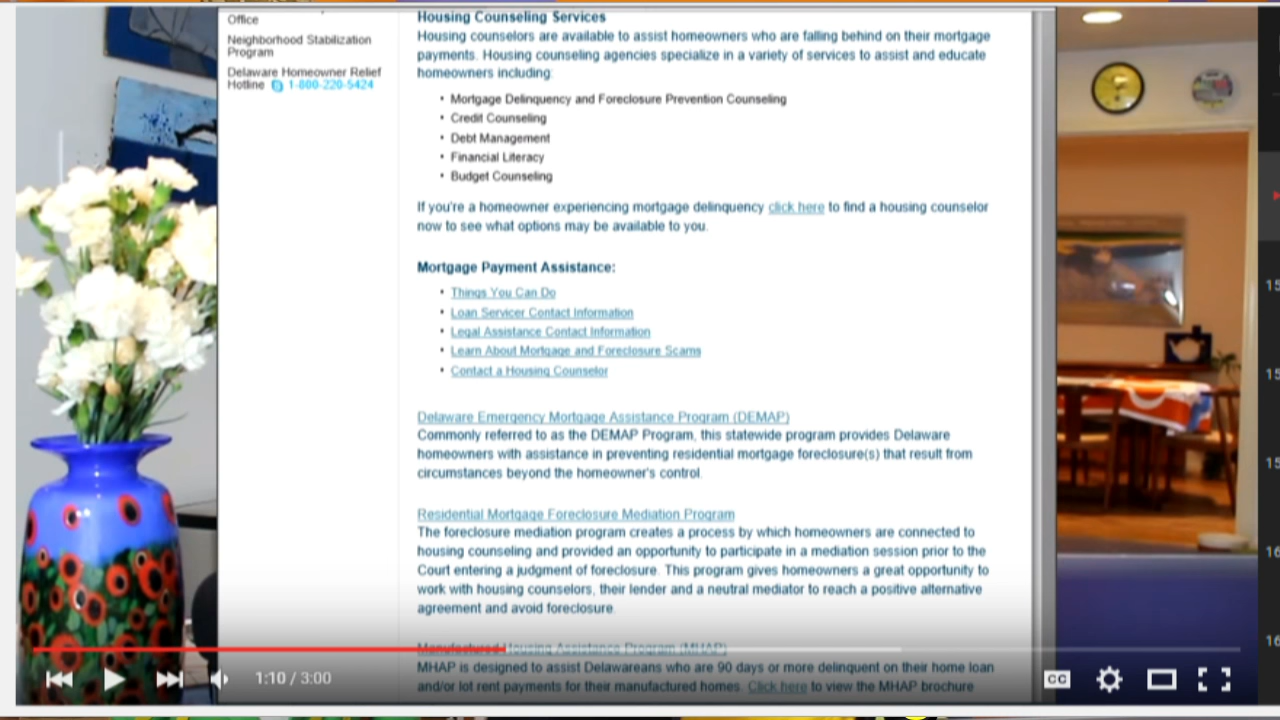 Office
Neighborhood Stabilization
Program
Delaware Homeowner Relief
Hotline 1-800-220-5424
Housing Counseling Services
Housing counselors are available to assist homeowners who are falling behind on their mortgage
payments. Housing counseling agencies specialize in a variety of services to assist and educate
homeowners including:
• Mortgage Delinquency and Foreclosure Prevention Counseling
• Credit Counseling
• Debt Management
• Financial Literacy
• Budget Counseling
If you're a homeowner experiencing mortgage delinquency click here to find a housing counselor
now to see what options may be available to you.
Mortgage Payment Assistance:
• Things You Can Do
• Loan Servicer Contact Information
• Legal Assistance Contact Information
• Learn About Mortgage and Foreclosure Scams
• Contact a Housing Counselor
Delaware Emergency Mortgage Assistance Program (DEMAP)
Commonly referred to as the DEMAP Program, this statewide program provides Delaware
homeowners with assistance in preventing residential mortgage foreclosure(s) that result from
circumstances beyond the homeowner's control.
Residential Mortgage Foreclosure Mediation Program
The foreclosure mediation program creates a process by which homeowners are connected to
housing counseling and provided an opportunity to participate in a mediation session prior to the
Court entering a judgment of foreclosure. This program gives homeowners a great opportunity to
work with housing counselors, their lender and a neutral mediator to reach a positive alternative
agreement and avoid foreclosure.
Manufactured Housing Assistance Program (MHAP)
MHAP is designed to assist Delawareans who are 90 days or more delinquent on their home loan
and/or lot rent payments for their manufactured homes. Click here to view the MHAP brochure
1:10 / 3:00
CC